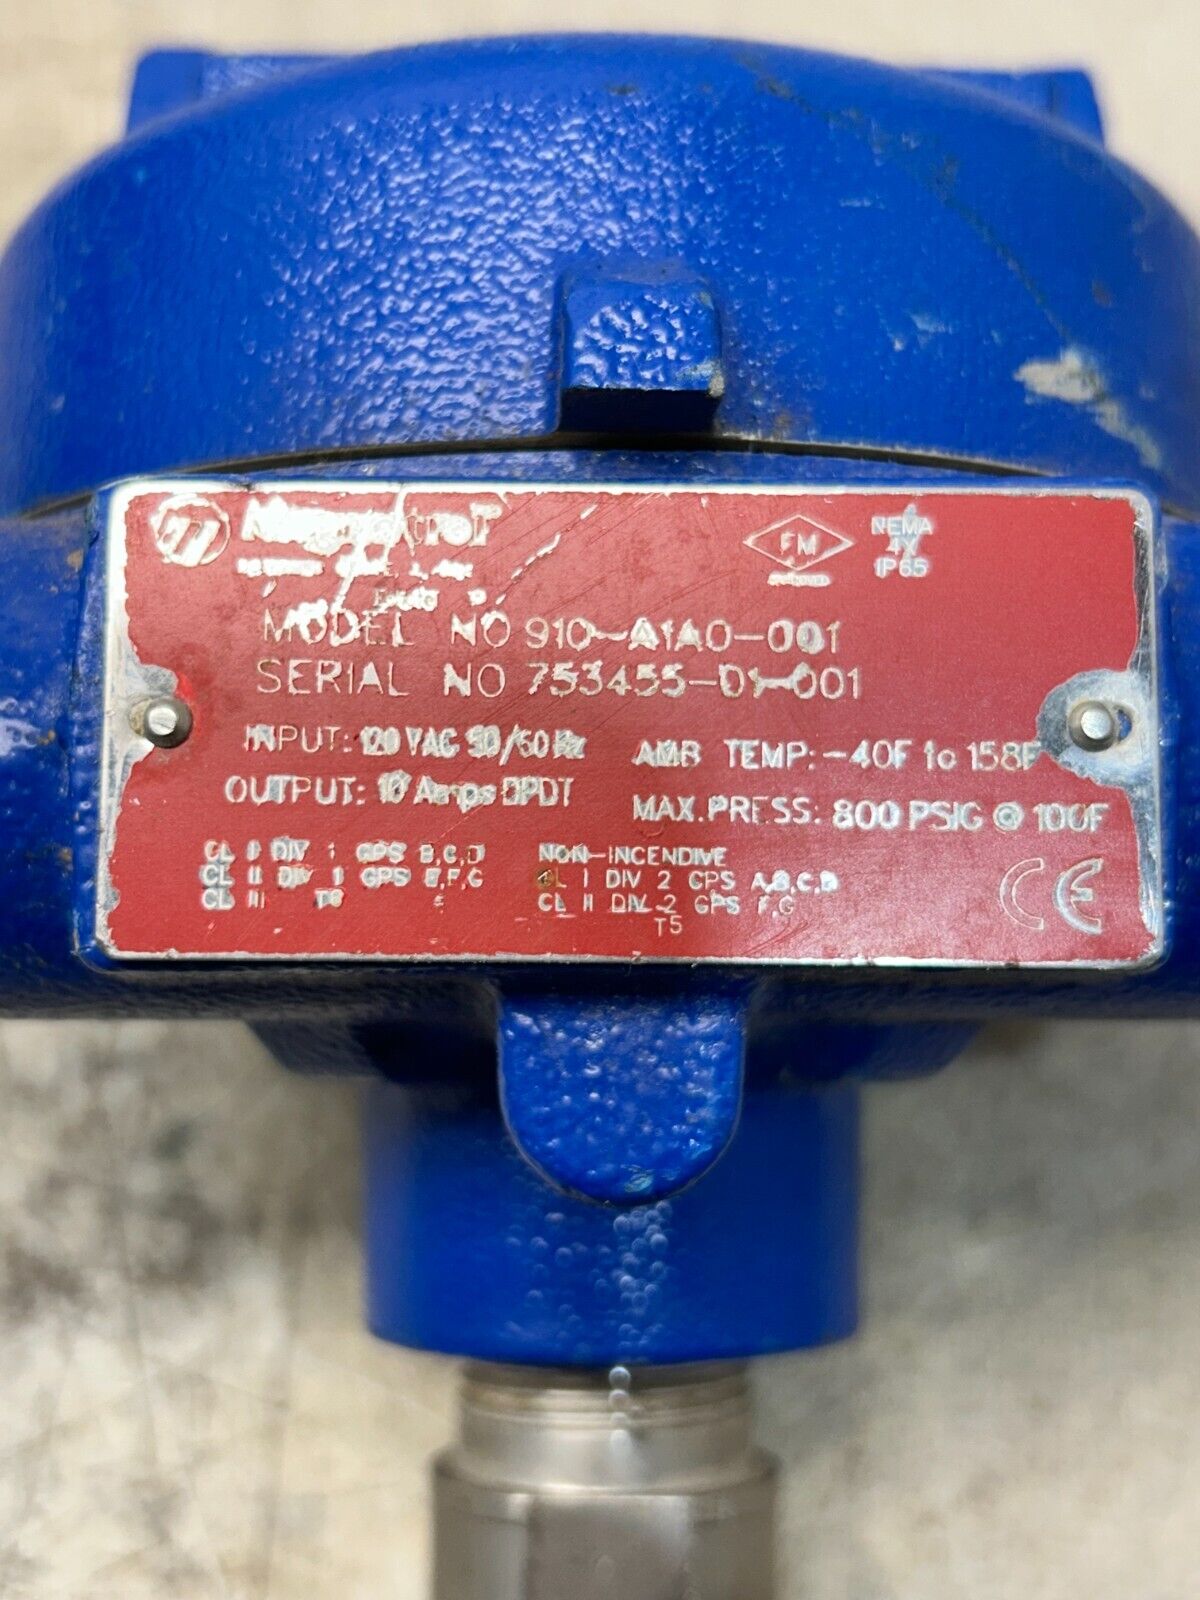 Magnetrol
FM
APPROVED
NEMA
4X
IP65
MODEL NO 910-A1A0-001
SERIAL NO 753455-01-001
INPUT: 120 VAC 50/60 Hz
AMB TEMP: -40F to 158F
OUTPUT: 10 Amps DPDT
MAX. PRESS: 800 PSIG @ 100F
CL I DIV 1 GPS B,C,D
CL II DIV 1 GPS E,F,G
CL III T6
NON-INCENDIVE
CL I DIV 2 GPS A,B,C,D
CL II DIV 2 GPS F,G
T5
CE